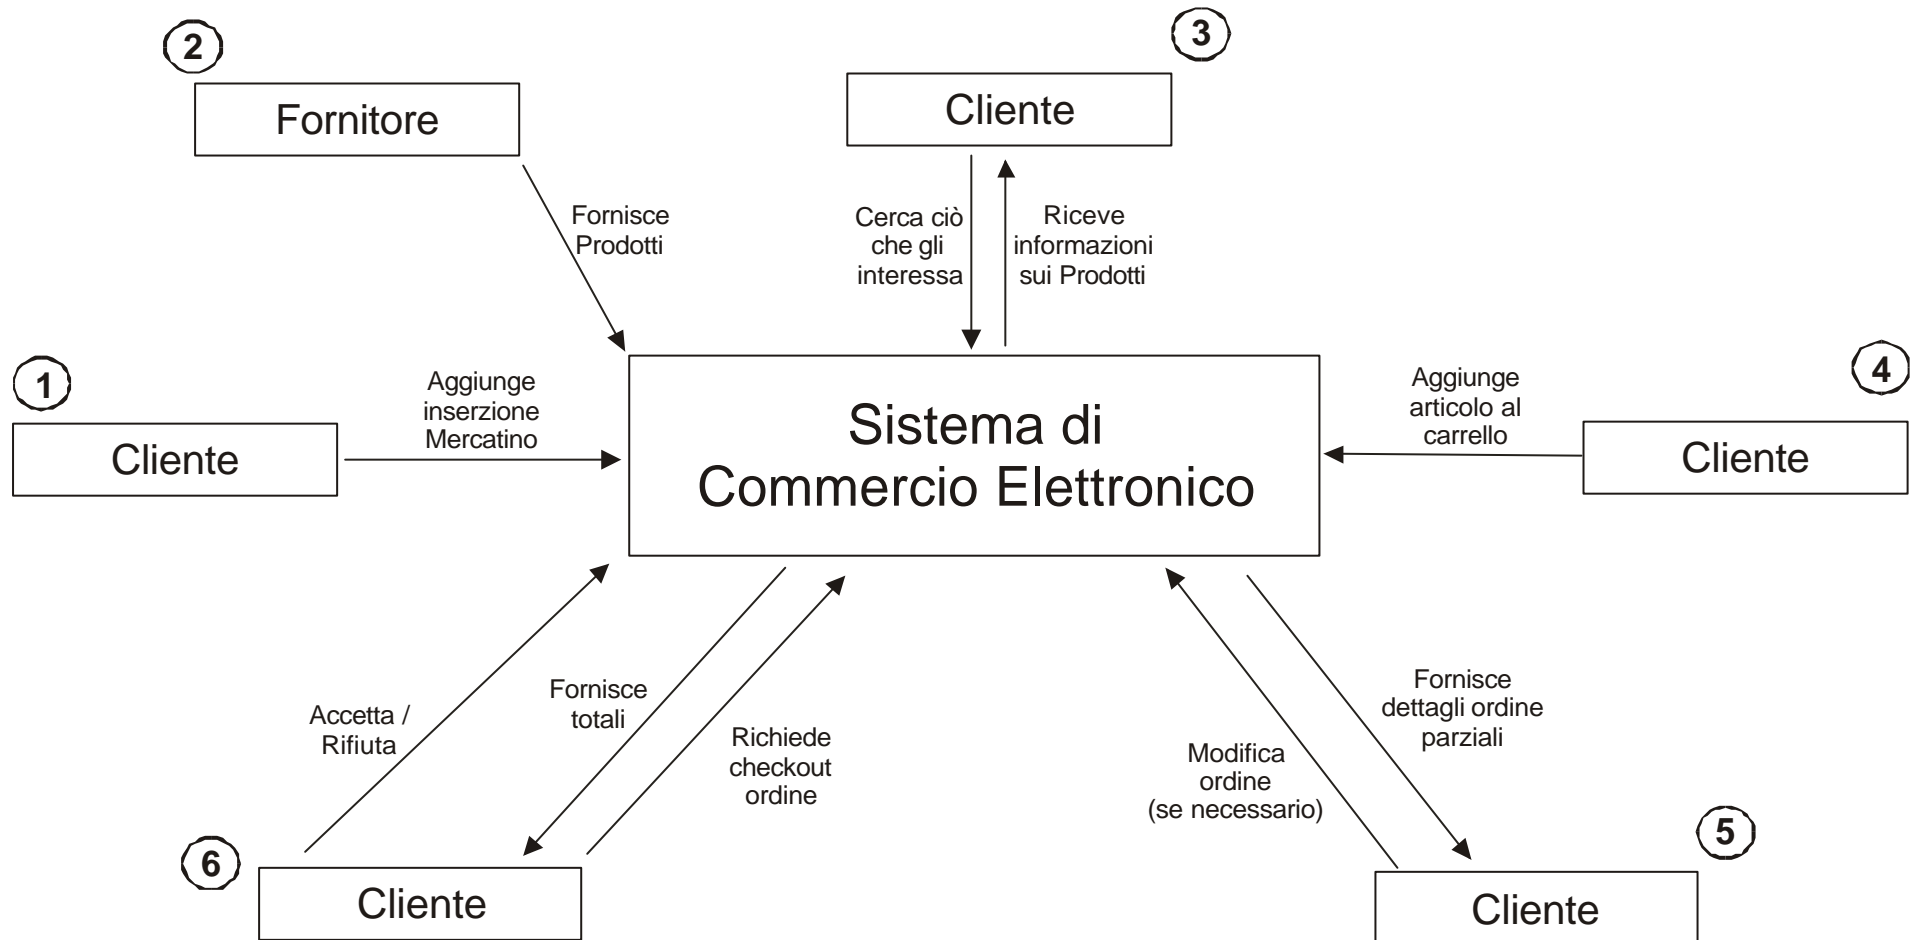 2
Fornitore
3
Cliente
Fornisce
Prodotti
Cerca ciò
che gli
interessa
Riceve
informazioni
sui Prodotti
1
Cliente
Aggiunge
inserzione
Mercatino
Sistema di
Commercio Elettronico
Aggiunge
articolo al
carrello
4
Cliente
Accetta /
Rifiuta
Fornisce
totali
Richiede
checkout
ordine
Modifica
ordine
(se necessario)
Fornisce
dettagli ordine
parziali
6
Cliente
5
Cliente